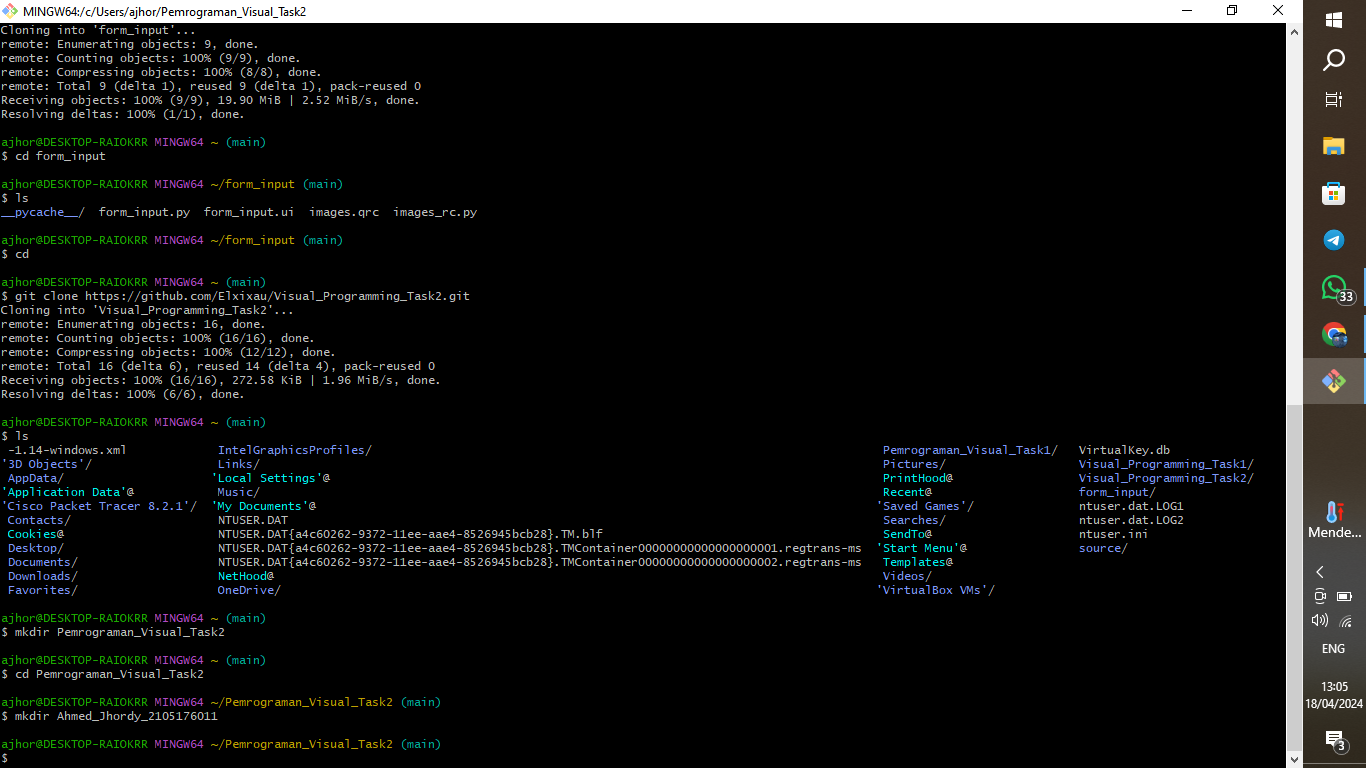 MINGW64:/c/Users/ajhor/Pemrograman_Visual_Task2
Cloning into 'form_input'...
remote: Enumerating objects: 9, done.
remote: Counting objects: 100% (9/9), done.
remote: Compressing objects: 100% (8/8), done.
remote: Total 9 (delta 1), reused 9 (delta 1), pack-reused 0
Receiving objects: 100% (9/9), 19.90 MiB | 2.52 MiB/s, done.
Resolving deltas: 100% (1/1), done.
ajhor@DESKTOP-RAIOKRR MINGW64 ~ (main)
$ cd form_input
ajhor@DESKTOP-RAIOKRR MINGW64 ~/form_input (main)
$ ls
__pycache__/  form_input.py  form_input.ui  images.qrc  images_rc.py
ajhor@DESKTOP-RAIOKRR MINGW64 ~/form_input (main)
$ cd
ajhor@DESKTOP-RAIOKRR MINGW64 ~ (main)
$ git clone https://github.com/Elxixau/Visual_Programming_Task2.git
Cloning into 'Visual_Programming_Task2'...
remote: Enumerating objects: 16, done.
remote: Counting objects: 100% (16/16), done.
remote: Compressing objects: 100% (12/12), done.
remote: Total 16 (delta 6), reused 14 (delta 4), pack-reused 0
Receiving objects: 100% (16/16), 272.58 KiB | 1.96 MiB/s, done.
Resolving deltas: 100% (6/6), done.
ajhor@DESKTOP-RAIOKRR MINGW64 ~ (main)
$ ls
-1.14-windows.xml  IntelGraphicsProfiles/  Pemrograman_Visual_Task1/  VirtualKey.db
'3D Objects'/  Links/  Pictures/  Visual_Programming_Task1/
AppData/  'Local Settings'@  PrintHood@  Visual_Programming_Task2/
'Application Data'@  Music/  Recent@  form_input/
'Cisco Packet Tracer 8.2.1'/  'My Documents'@  'Saved Games'/  ntuser.dat.LOG1
Contacts/  NTUSER.DAT  Searches/  ntuser.dat.LOG2
Cookies@  NTUSER.DAT{a4c60262-9372-11ee-aae4-8526945bcb28}.TM.blf  SendTo@  ntuser.ini
Desktop/  NTUSER.DAT{a4c60262-9372-11ee-aae4-8526945bcb28}.TMContainer00000000000000000001.regtrans-ms  'Start Menu'@  source/
Documents/  NTUSER.DAT{a4c60262-9372-11ee-aae4-8526945bcb28}.TMContainer00000000000000000002.regtrans-ms  Templates@
Downloads/  NetHood@  Videos/
Favorites/  OneDrive/  'VirtualBox VMs'/
ajhor@DESKTOP-RAIOKRR MINGW64 ~ (main)
$ mkdir Pemrograman_Visual_Task2
ajhor@DESKTOP-RAIOKRR MINGW64 ~ (main)
$ cd Pemrograman_Visual_Task2
ajhor@DESKTOP-RAIOKRR MINGW64 ~/Pemrograman_Visual_Task2 (main)
$ mkdir Ahmed_Jhordy_2105176011
ajhor@DESKTOP-RAIOKRR MINGW64 ~/Pemrograman_Visual_Task2 (main)
$
33
Mende...
ENG
13:05
18/04/2024
3